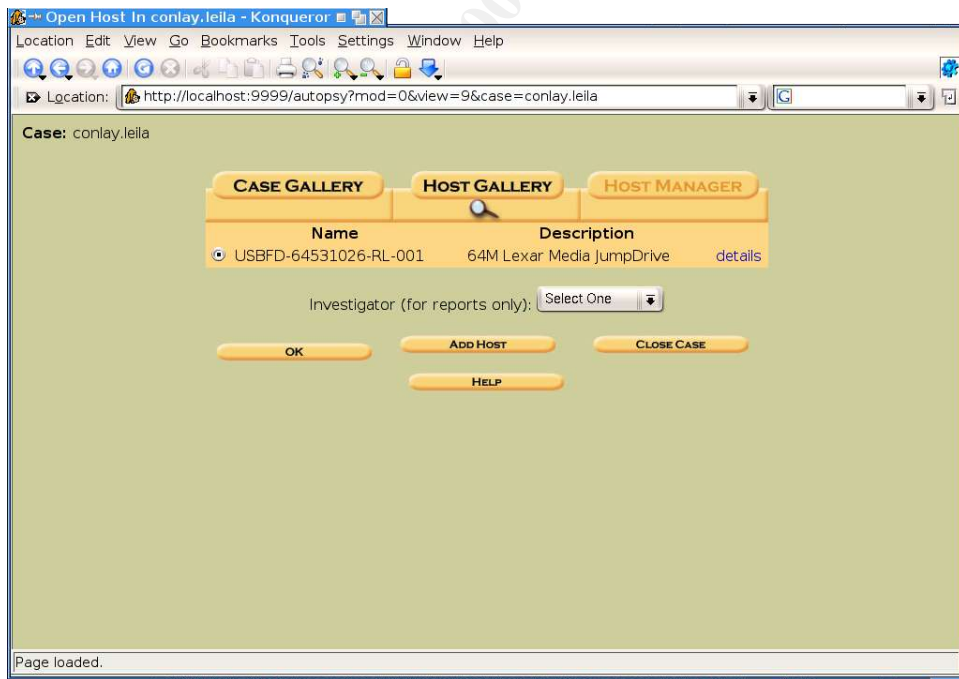 Open Host In conlay.leila - Konqueror
Location Edit View Go Bookmarks Tools Settings Window Help
Location: http://localhost:9999/autopsy?mod=0&view=9&case=conlay.leila
Case: conlay.leila
CASE GALLERY HOST GALLERY HOST MANAGER
Name Description
USBFD-64531026-RL-001 64M Lexar Media JumpDrive details
Investigator (for reports only): Select One
OK ADD HOST CLOSE CASE
HELP
Page loaded.